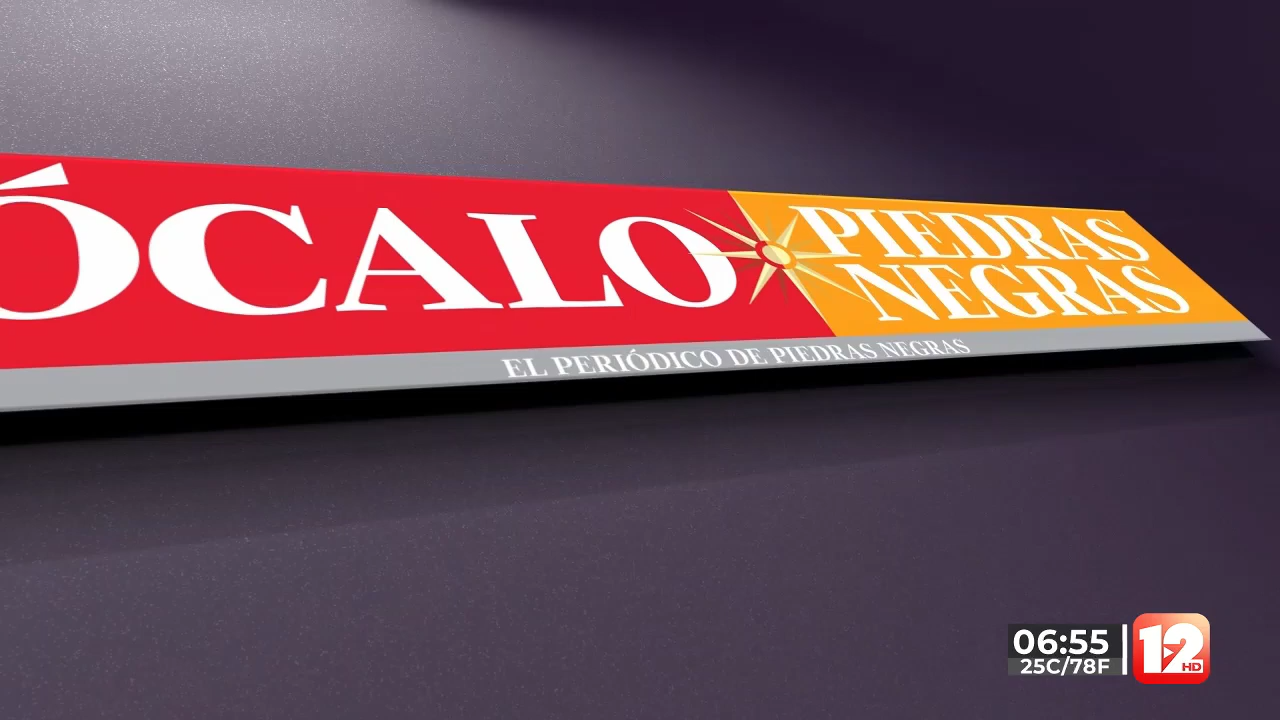 ÓCALO
PIEDRAS
NEGRAS
EL PERIÓDICO DE PIEDRAS NEGRAS
06:55
25C/78F
12
HD